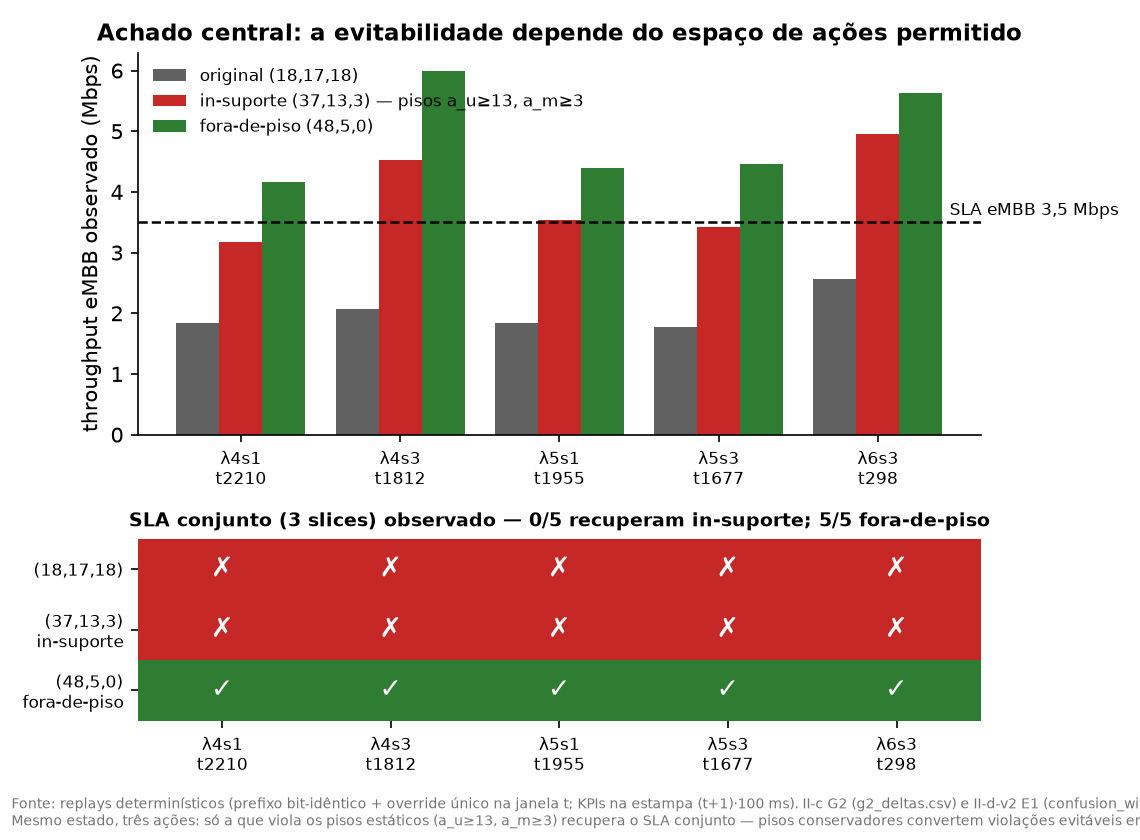 Achado central: a evitabilidade depende do espaço de ações permitido
throughput eMBB observado (Mbps)
6
5
4
3
2
1
0
original (18,17,18)
in-suporte (37,13,3) — pisos a_u≥13, a_m≥3
fora-de-piso (48,5,0)
SLA eMBB 3,5 Mbps
λ4s1
t2210
λ4s3
t1812
λ5s1
t1955
λ5s3
t1677
λ6s3
t298
SLA conjunto (3 slices) observado — 0/5 recuperam in-suporte; 5/5 fora-de-piso
(18,17,18)
✗ ✗ ✗ ✗ ✗
(37,13,3)
in-suporte
✗ ✗ ✗ ✗ ✗
(48,5,0)
fora-de-piso
✓ ✓ ✓ ✓ ✓
λ4s1
t2210
λ4s3
t1812
λ5s1
t1955
λ5s3
t1677
λ6s3
t298
Fonte: replays determinísticos (prefixo bit-idêntico + override único na janela t; KPIs na estampa (t+1)·100 ms). II-c G2 (g2_deltas.csv) e II-d-v2 E1 (confusion_wi
Mesmo estado, três ações: só a que viola os pisos estáticos (a_u≥13, a_m≥3) recupera o SLA conjunto — pisos conservadores convertem violações evitáveis